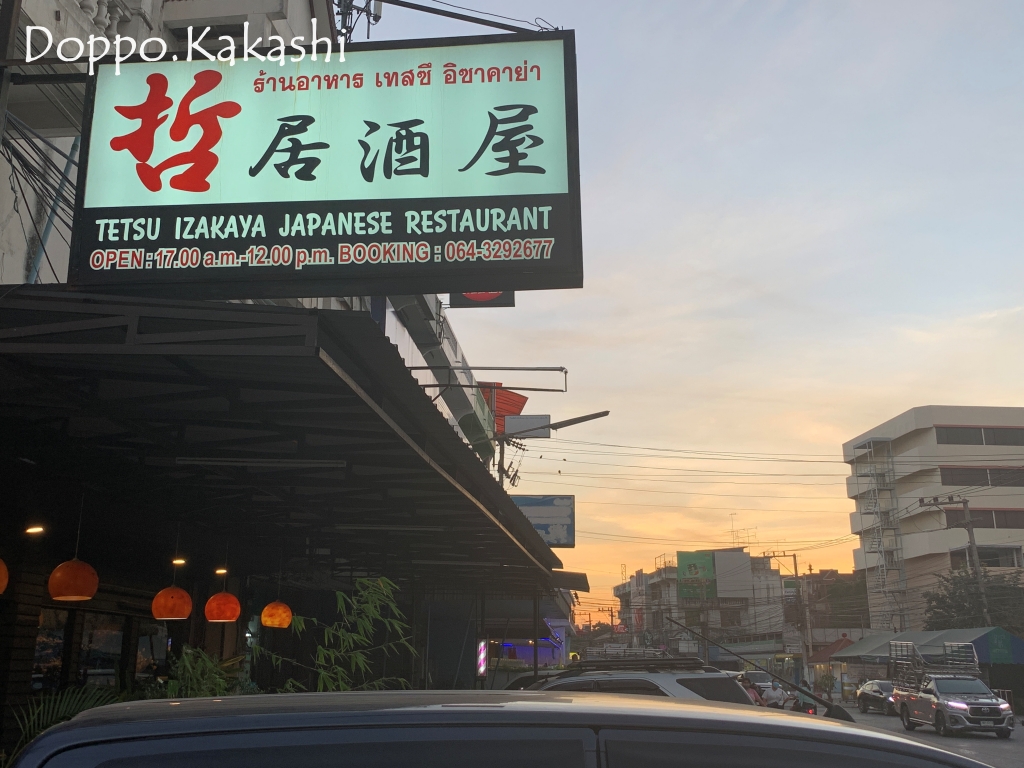 Doppo.Kakashi
ร้านอาหาร เทสซึ อิซาคาย่า
哲居酒屋
TETSU IZAKAYA JAPANESE RESTAURANT
OPEN : 17.00 a.m.-12.00 p.m. BOOKING : 064-3292677